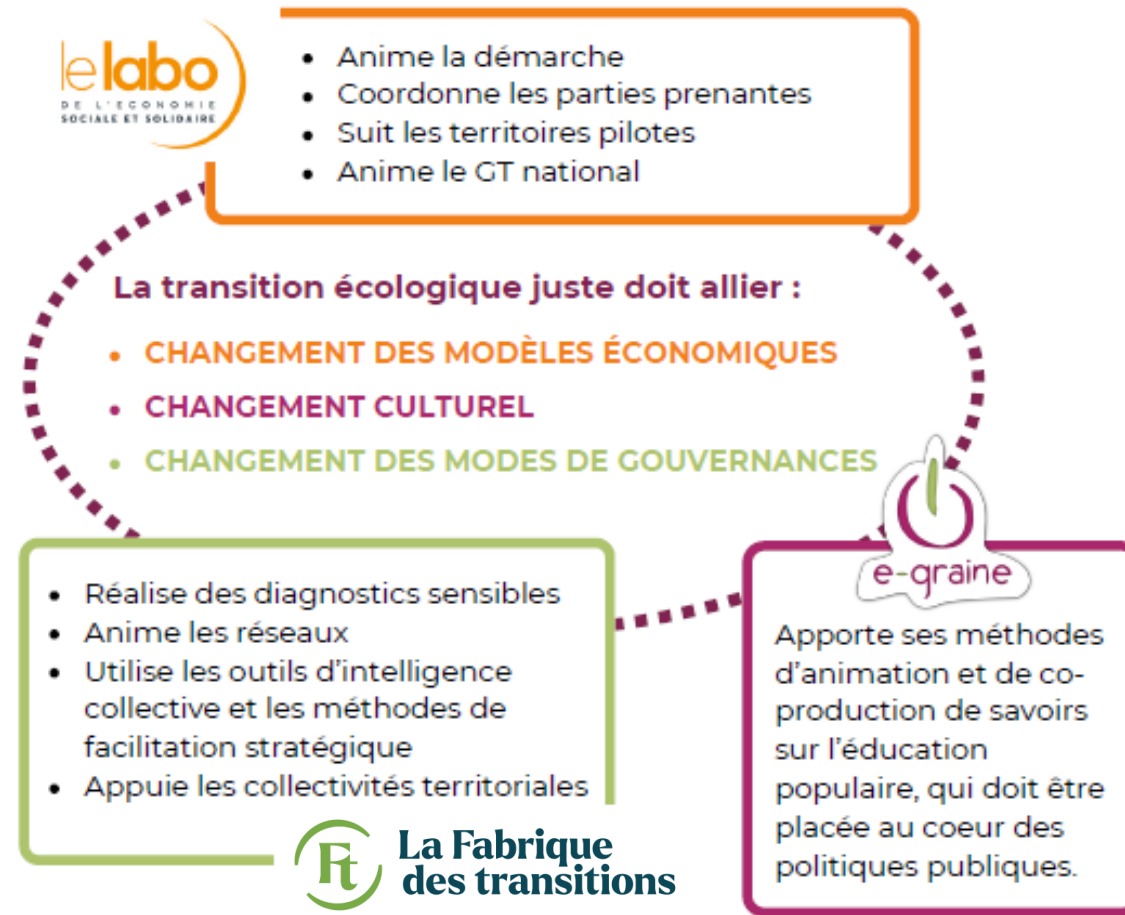 le labo
DE L'ECONOMIE
SOCIALE ET SOLIDAIRE
• Anime la démarche
• Coordonne les parties prenantes
• Suit les territoires pilotes
• Anime le GT national
La transition écologique juste doit allier :
• CHANGEMENT DES MODÈLES ÉCONOMIQUES
• CHANGEMENT CULTUREL
• CHANGEMENT DES MODES DE GOUVERNANCES
• Réalise des diagnostics sensibles
• Anime les réseaux
• Utilise les outils d'intelligence
collective et les méthodes de
facilitation stratégique
• Appuie les collectivités territoriales
Ft
La Fabrique
des transitions
e-graine
Apporte ses méthodes
d'animation et de co-
production de savoirs
sur l'éducation
populaire, qui doit être
placée au coeur des
politiques publiques.